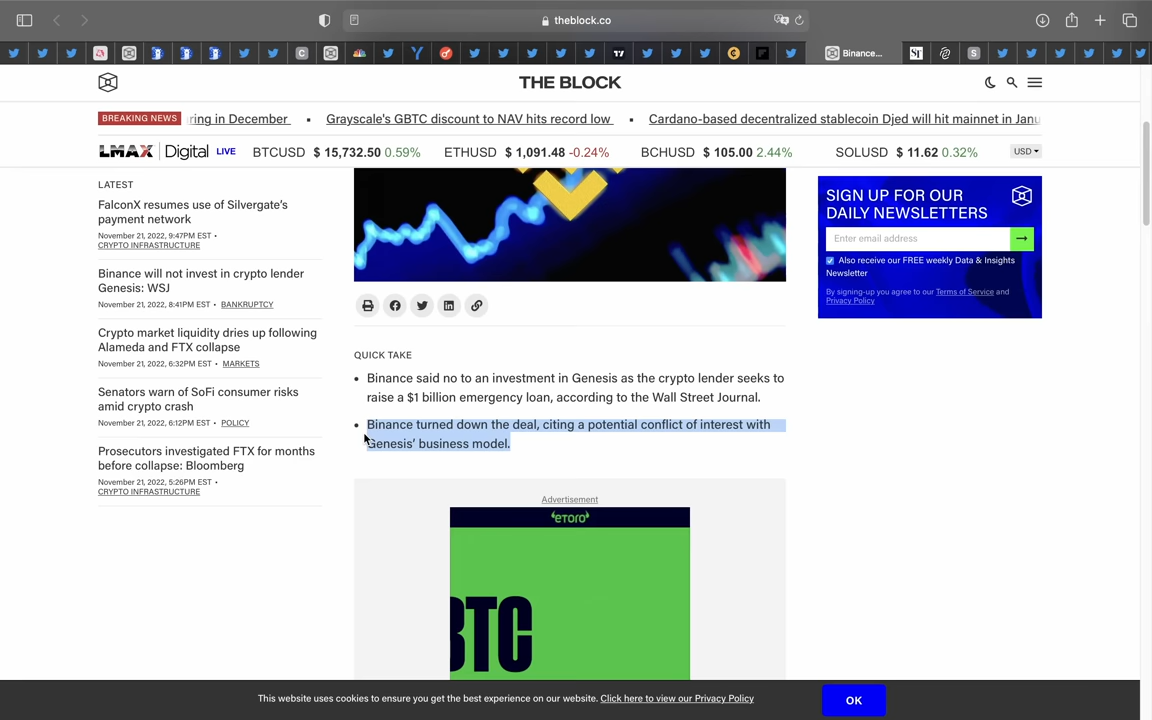 theblock.co
Binance...
THE BLOCK
BREAKING NEWS
ring in December
Grayscale's GBTC discount to NAV hits record low
Cardano-based decentralized stablecoin Djed will hit mainnet in Janu
LMAX Digital LIVE
BTCUSD $ 15,732.50 0.59%
ETHUSD $ 1,091.48 -0.24%
BCHUSD $ 105.00 2.44%
SOLUSD $ 11.62 0.32%
USD
LATEST
FalconX resumes use of Silvergate's
payment network
November 21, 2022, 9:47PM EST •
CRYPTO INFRASTRUCTURE
Binance will not invest in crypto lender
Genesis: WSJ
November 21, 2022, 8:41PM EST • BANKRUPTCY
Crypto market liquidity dries up following
Alameda and FTX collapse
November 21, 2022, 6:32PM EST • MARKETS
Senators warn of SoFi consumer risks
amid crypto crash
November 21, 2022, 6:12PM EST • POLICY
Prosecutors investigated FTX for months
before collapse: Bloomberg
November 21, 2022, 5:26PM EST •
CRYPTO INFRASTRUCTURE
QUICK TAKE
• Binance said no to an investment in Genesis as the crypto lender seeks to
raise a $1 billion emergency loan, according to the Wall Street Journal.
• Binance turned down the deal, citing a potential conflict of interest with
Genesis' business model.
Advertisement
eToro
BTC
SIGN UP FOR OUR
DAILY NEWSLETTERS
Enter email address
Also receive our FREE weekly Data & Insights
Newsletter
By signing-up you agree to our Terms of Service and
Privacy Policy
This website uses cookies to ensure you get the best experience on our website. Click here to view our Privacy Policy
OK